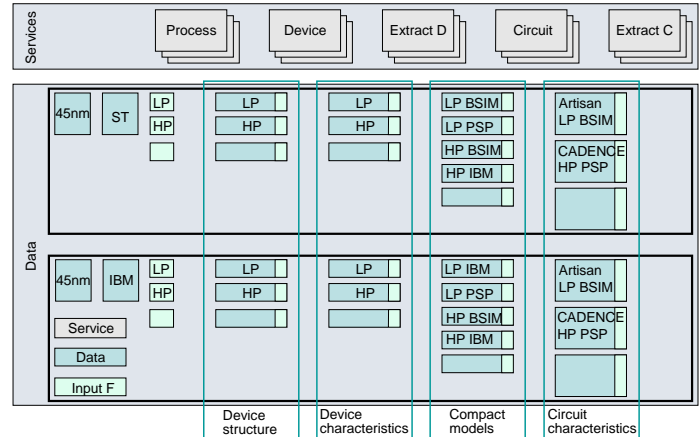 Services
Process
Device
Extract D
Circuit
Extract C
Data
45nm
ST
LP
HP
LP
HP
LP
HP
LP BSIM
LP PSP
HP BSIM
HP IBM
Artisan
LP BSIM
CADENCE
HP PSP
45nm
IBM
LP
HP
LP
HP
LP
HP
LP IBM
LP PSP
HP BSIM
HP IBM
Artisan
LP BSIM
CADENCE
HP PSP
Service
Data
Input F
Device
structure
Device
characteristics
Compact
models
Circuit
characteristics